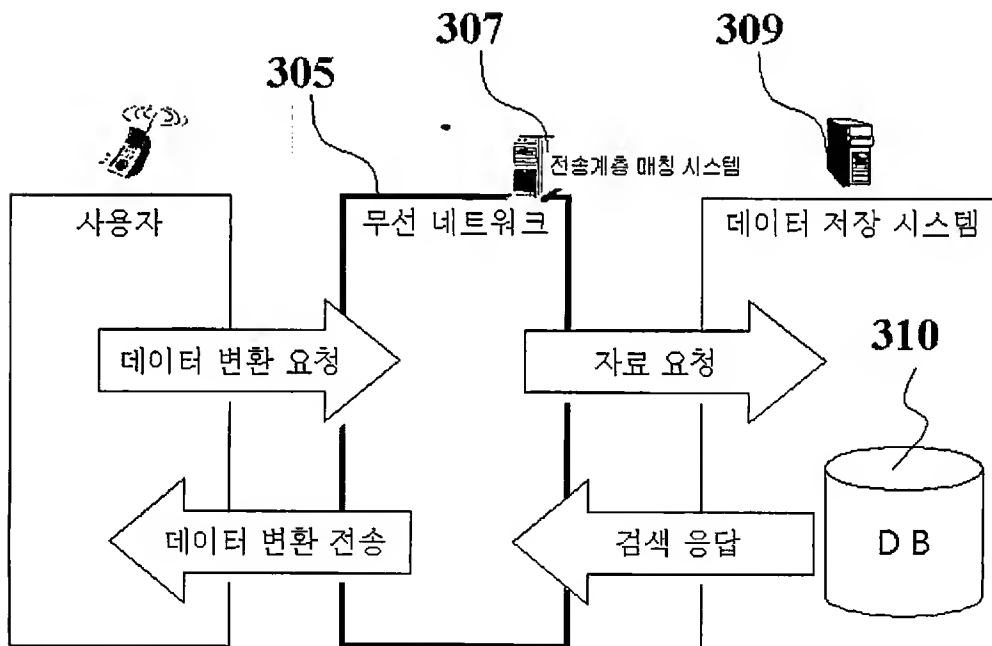 305
307
309
전송계층 매칭 시스템
사용자
무선 네트워크
데이터 저장 시스템
데이터 변환 요청
자료 요청
310
데이터 변환 전송
검색 응답
D B